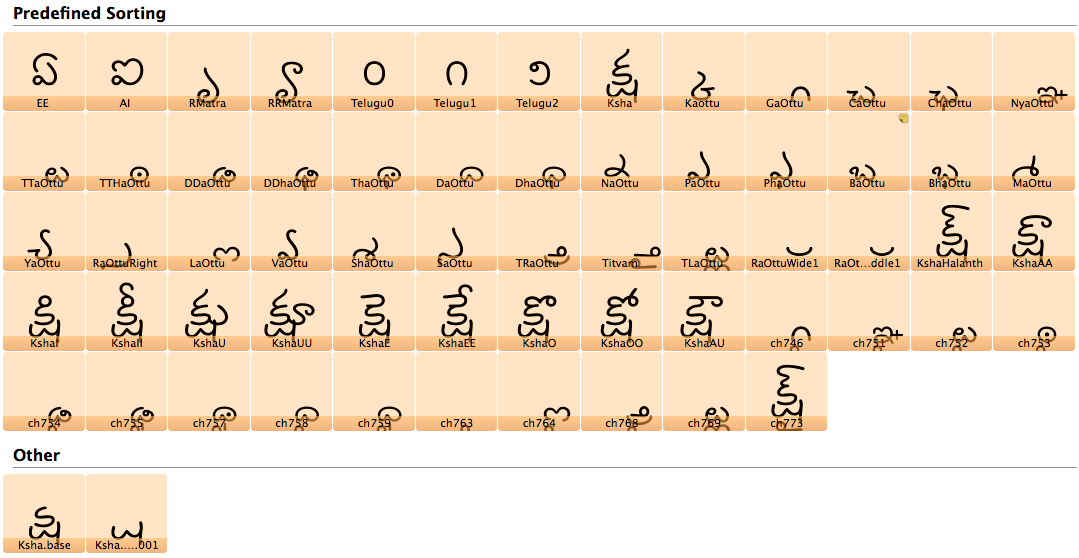 Predefined Sorting
ఏ ఐ ృ ౄ ౦ ౧ ౨ క్ష ్క ్గ ్చ ్ఛ ్ఞ
EE AI RMatra RRMatra Telugu0 Telugu1 Telugu2 Ksha Kaottu GaOttu CaOttu ChaOttu NyaOttu
్ట ్ఠ ్డ ్ఢ ్థ ్ద ్ధ ్న ్ప ్ఫ ్బ ్భ ్మ
TTaOttu TTHaOttu DDaOttu DDhaOttu ThaOttu DaOttu DhaOttu NaOttu PaOttu PhaOttu BaOttu BhaOttu MaOttu
్య ్ర ్ల ్వ ్శ ్స క్ష్ క్షా
YaOttu RaOttuRight LaOttu VaOttu ShaOttu SaOttu TRaOttu Titvam TLaOttu RaOttuWide1 RaOt...ddle1 KshaHalanth KshaAA
క్షి క్షీ క్షు క్షూ క్షె క్షే క్షొ క్షో క్షౌ
KshaI KshaII KshaU KshaUU KshaE KshaEE KshaO KshaOO KshaAU ch746 ch751 ch752 ch753
క్ష్
ch754 ch755 ch757 ch758 ch759 ch763 ch764 ch768 ch769 ch773
Other
Ksha.base Ksha.....001